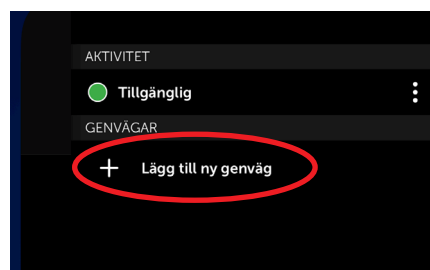 AKTIVITET
Tillgänglig
GENVÄGAR
Lägg till ny genväg